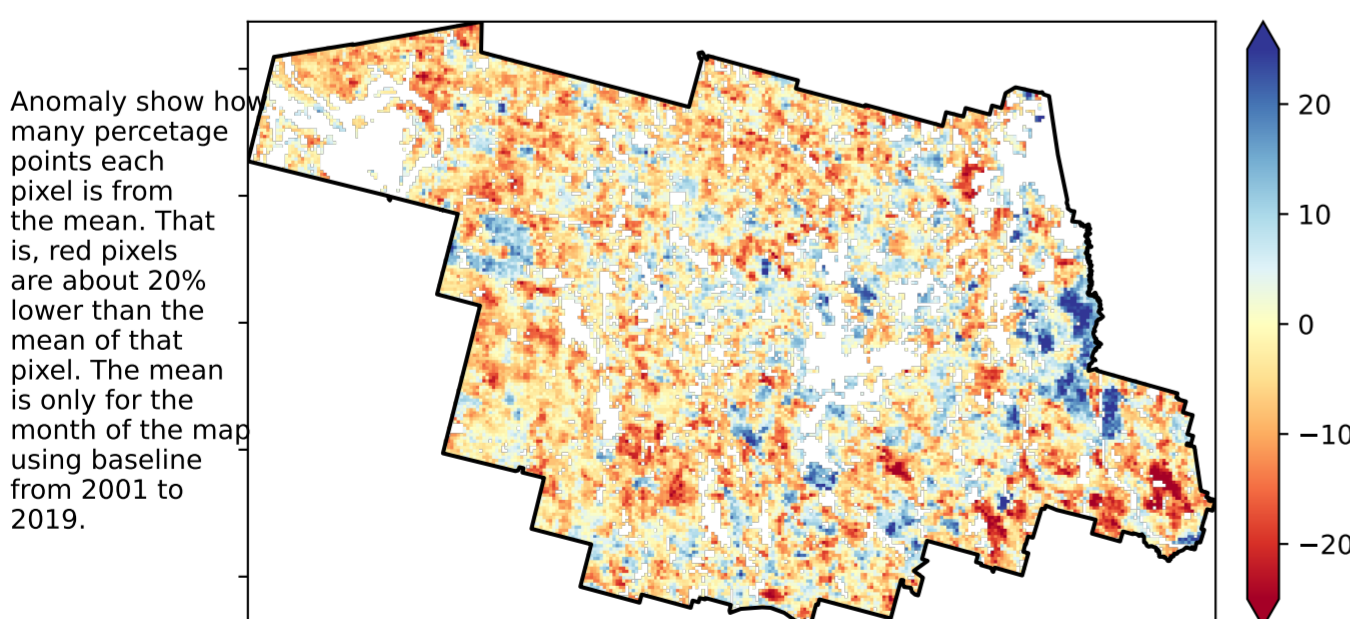 Anomaly show how
many percetage
points each
pixel is from
the mean. That
is, red pixels
are about 20%
lower than the
mean of that
pixel. The mean
is only for the
month of the map
using baseline
from 2001 to
2019.
20
10
0
−10
−20